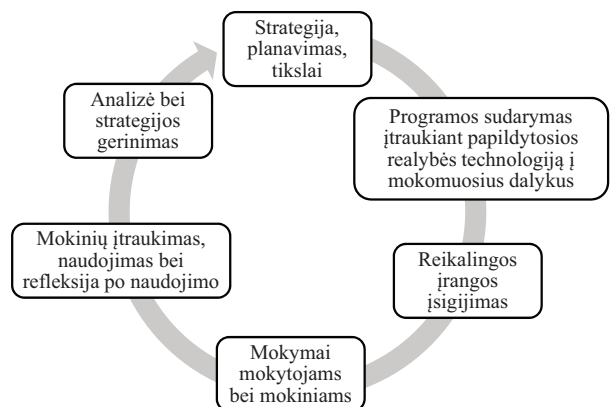 Strategija,
planavimas,
tikslai
Programos sudarymas
įtraukiant papildytosios
realybės technologiją į
mokomuosius dalykus
Reikalingos
įrangos
įsigijimas
Mokymai
mokytojams
bei mokiniams
Mokinių įtraukimas,
naudojimas bei
refleksija po naudojimo
Analizė bei
strategijos
gerinimas